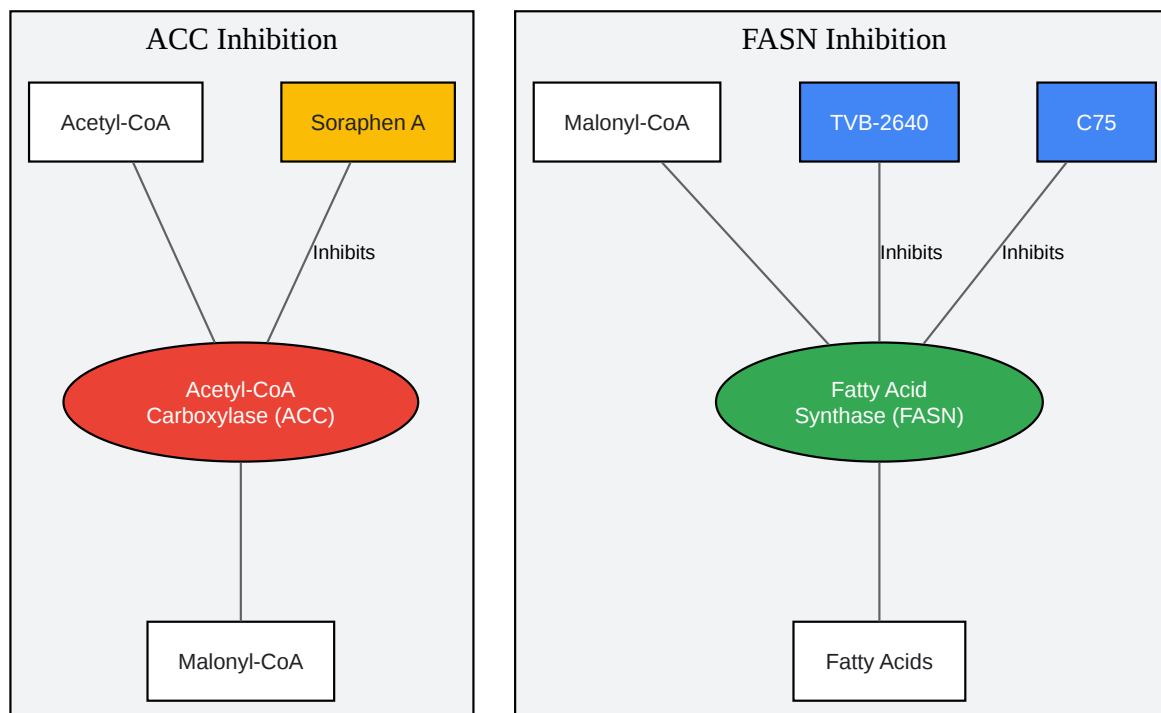 ACC Inhibition
Acetyl-CoA
Soraphen A
Inhibits
Acetyl-CoA
Carboxylase (ACC)
Malonyl-CoA
FASN Inhibition
Malonyl-CoA
TVB-2640
C75
Inhibits
Inhibits
Fatty Acid
Synthase (FASN)
Fatty Acids